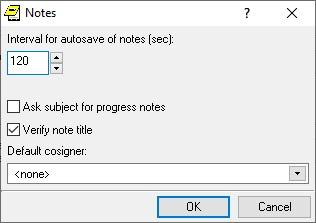 Notes
Interval for autosave of notes (sec):
120
Ask subject for progress notes
Verify note title
Default cosigner:
<none>
OK Cancel